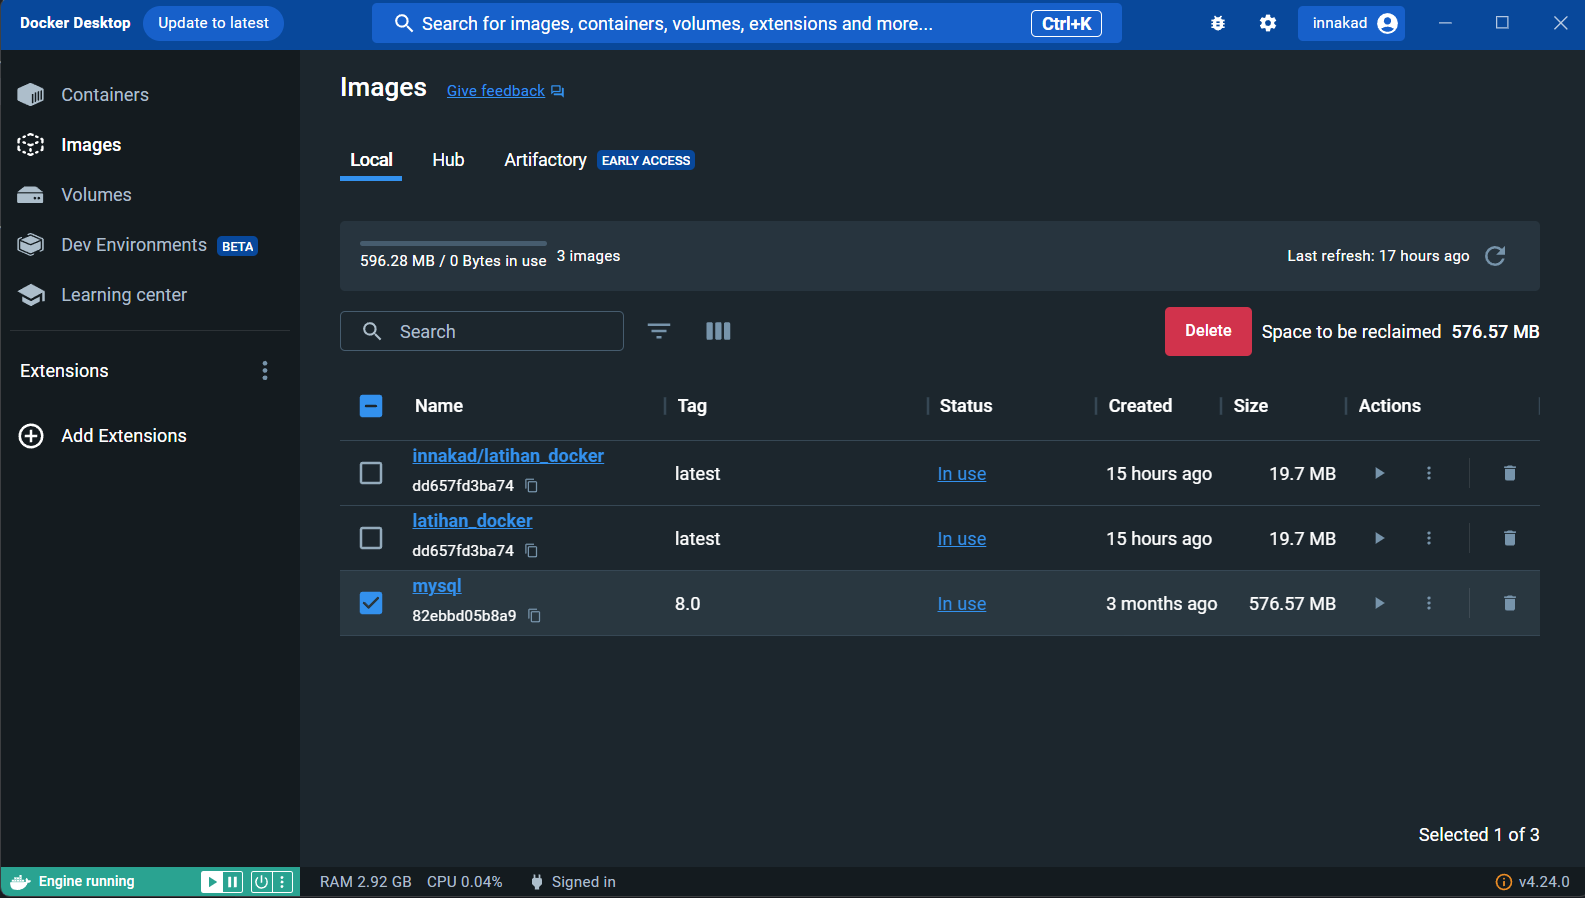 Docker Desktop Update to latest Search for images, containers, volumes, extensions and more... Ctrl+K innakad
Containers
Images
Volumes
Dev Environments BETA
Learning center
Extensions
Add Extensions
Images Give feedback
Local Hub Artifactory EARLY ACCESS
596.28 MB / 0 Bytes in use 3 images Last refresh: 17 hours ago
Search Delete Space to be reclaimed 576.57 MB
Name Tag Status Created Size Actions
innakad/latihan_docker
dd657fd3ba74 latest In use 15 hours ago 19.7 MB
latihan_docker
dd657fd3ba74 latest In use 15 hours ago 19.7 MB
mysql
82ebbd05b8a9 8.0 In use 3 months ago 576.57 MB
Selected 1 of 3
Engine running RAM 2.92 GB CPU 0.04% Signed in v4.24.0